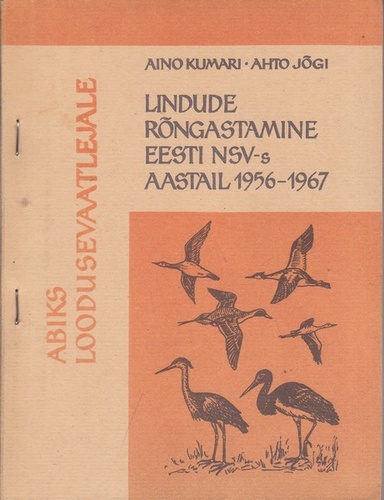 AINO KUMARI · AHTO JÕGI
LINDUDE
RÕNGASTAMINE
EESTI NSV-s
AASTAIL 1956-1967
ABIKS
LOODUSEVAATLEJALE